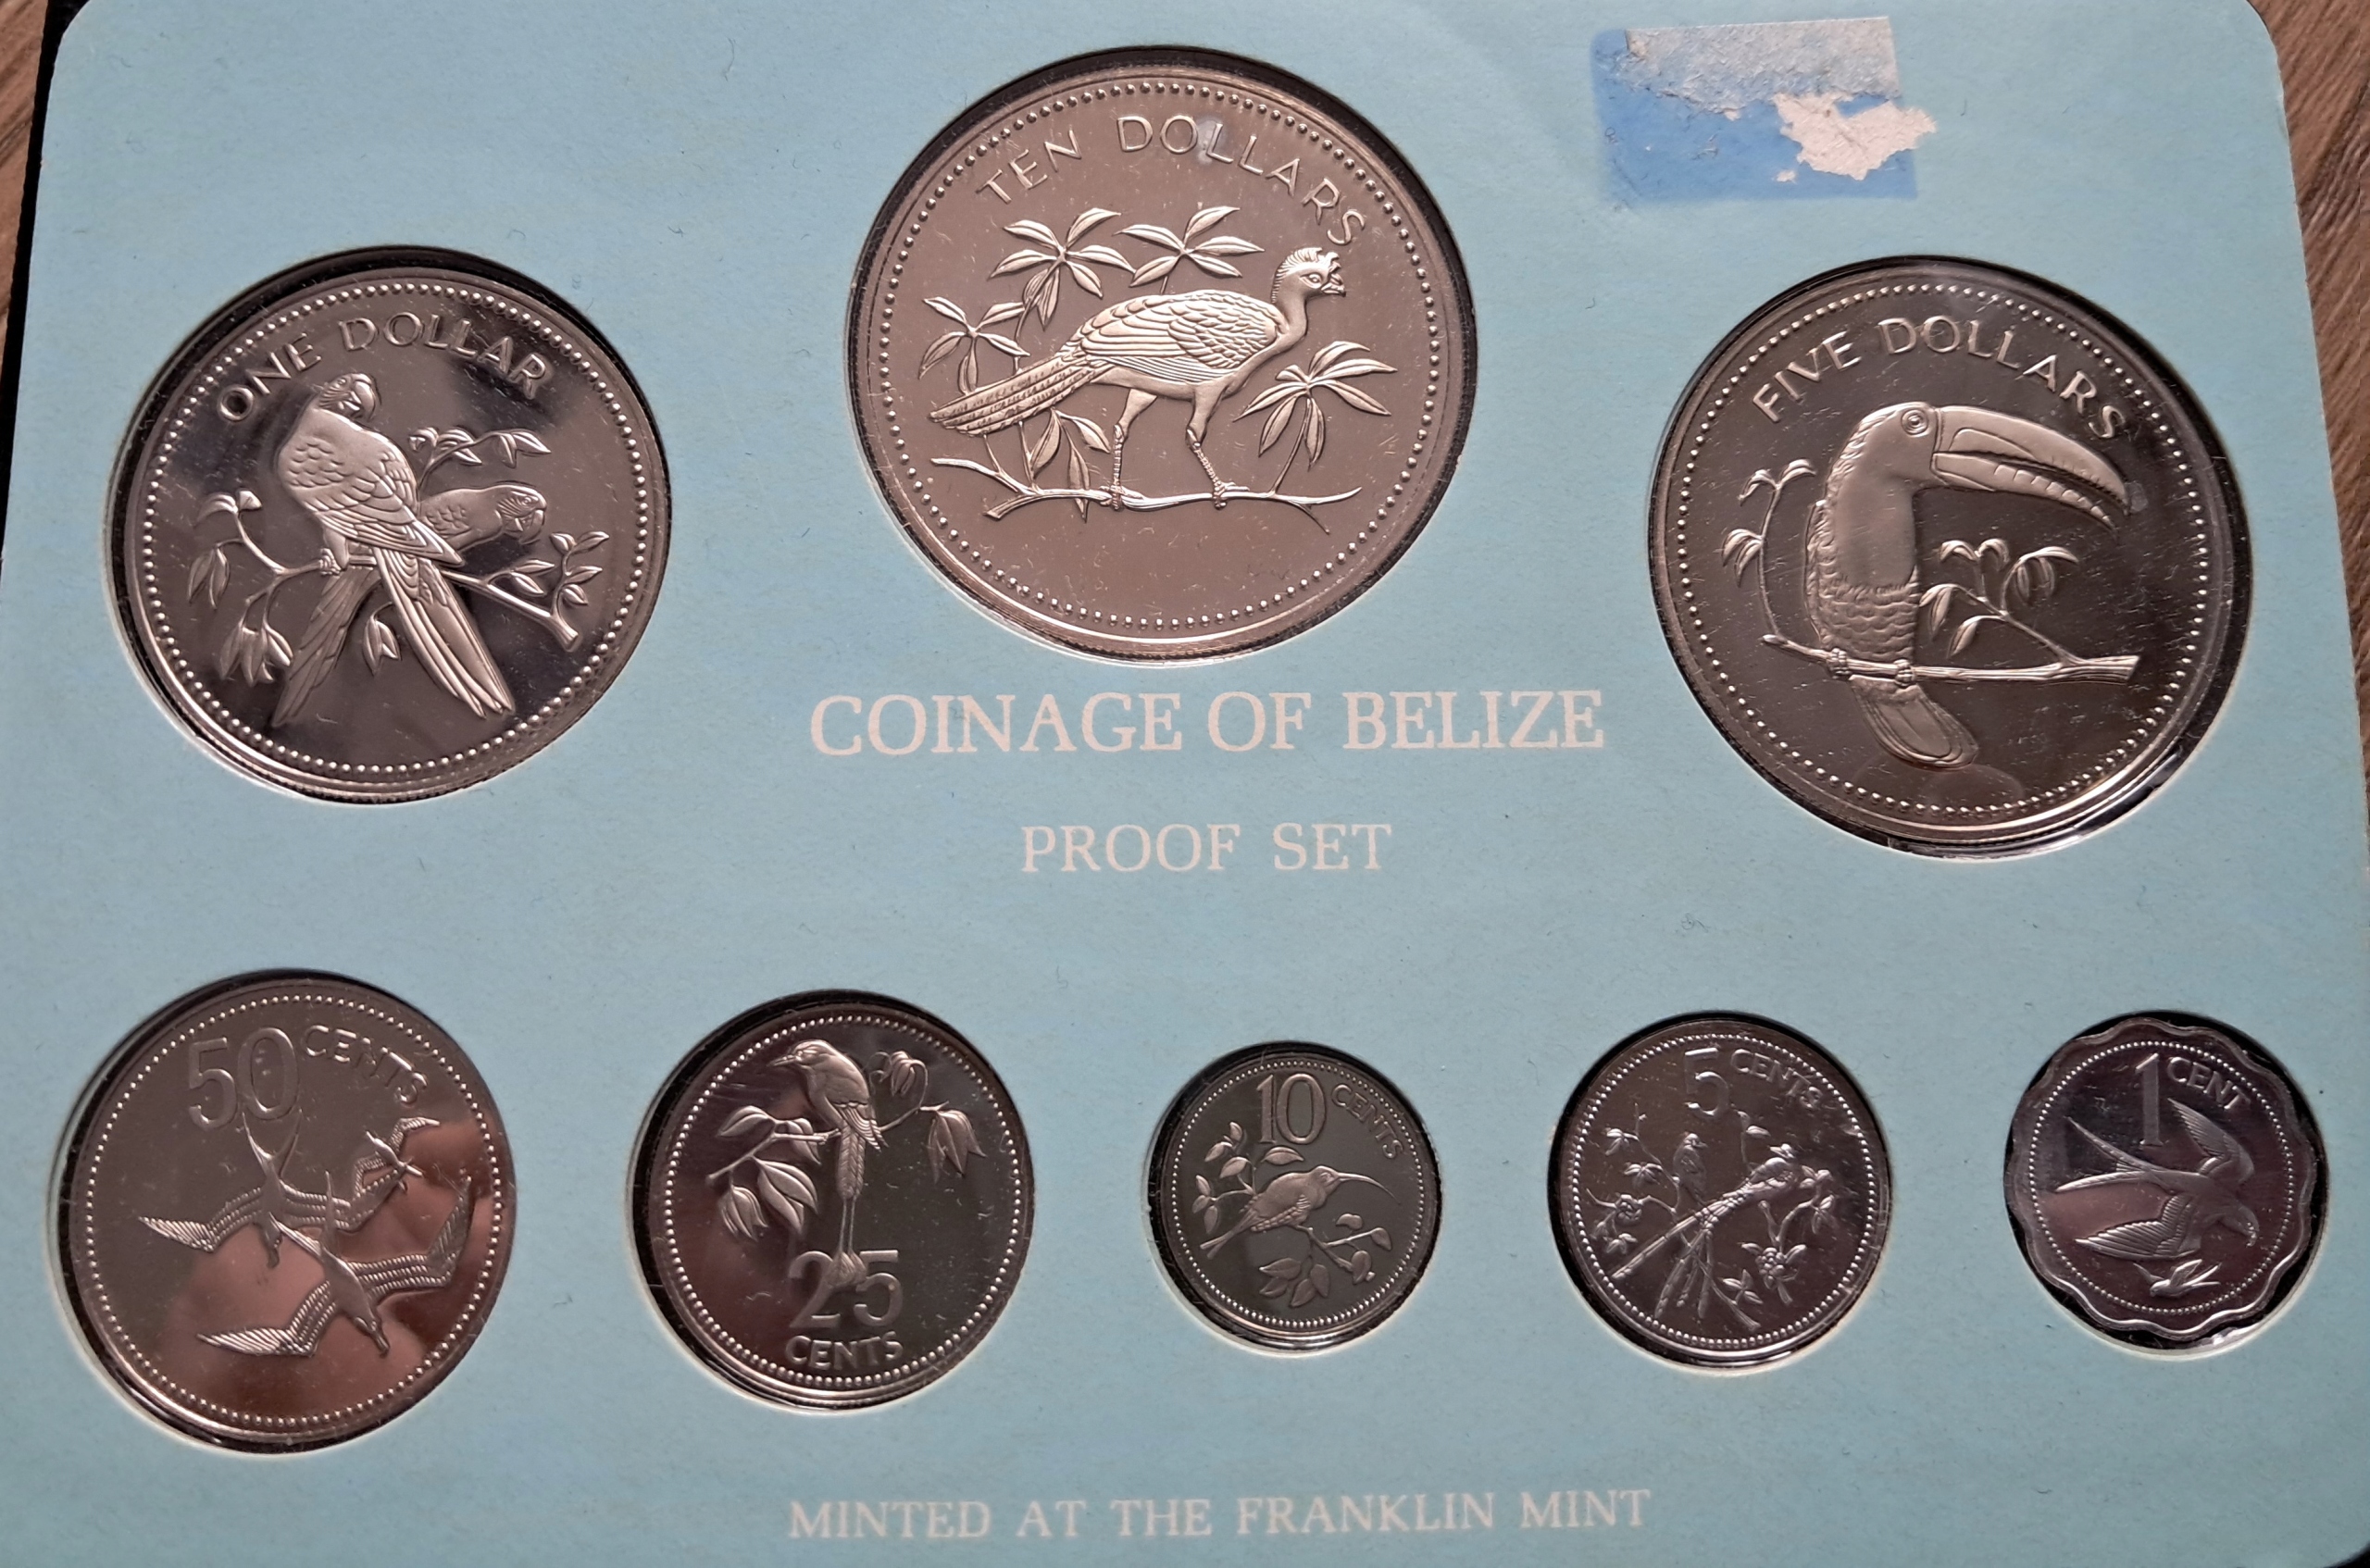 TEN DOLLARS
ONE DOLLAR
FIVE DOLLARS
COINAGE OF BELIZE
PROOF SET
50 CENTS
25
CENTS
10 CENTS
5 CENTS
1 CENT
MINTED AT THE FRANKLIN MINT